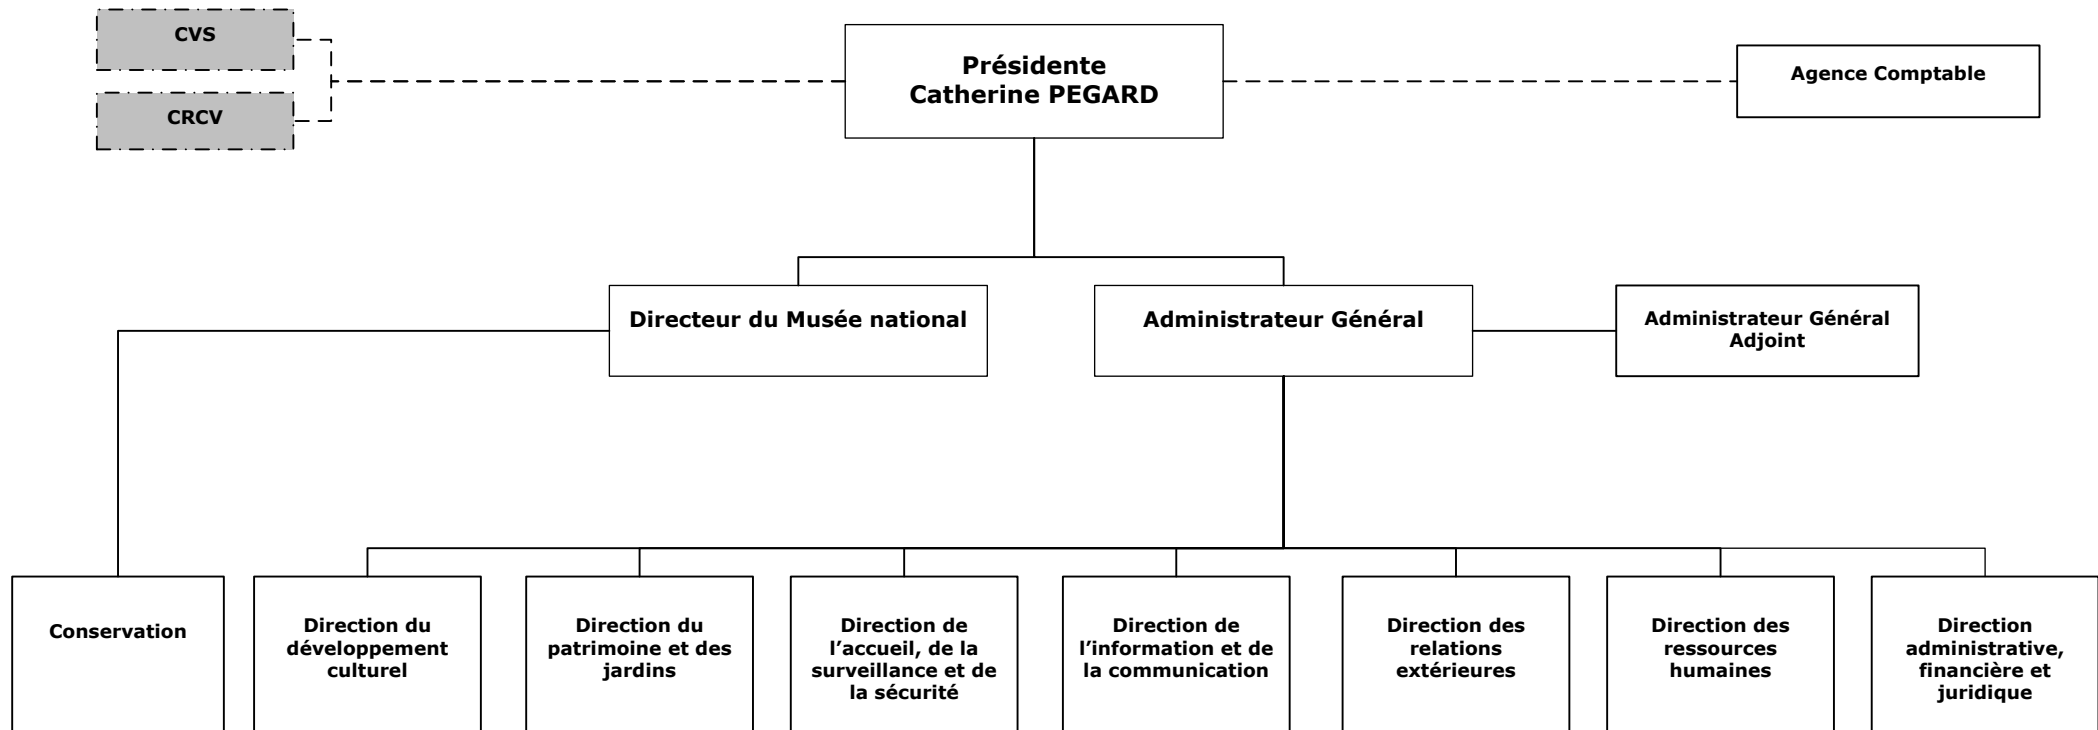 CVS
CRCV
Présidente
Catherine PEGARD
Agence Comptable
Directeur du Musée national
Administrateur Général
Administrateur Général
Adjoint
Conservation
Direction du
développement
culturel
Direction du
patrimoine et des
jardins
Direction de
l’accueil, de la
surveillance et de
la sécurité
Direction de
l’information et de
la communication
Direction des
relations
extérieures
Direction des
ressources
humaines
Direction
administrative,
financière et
juridique